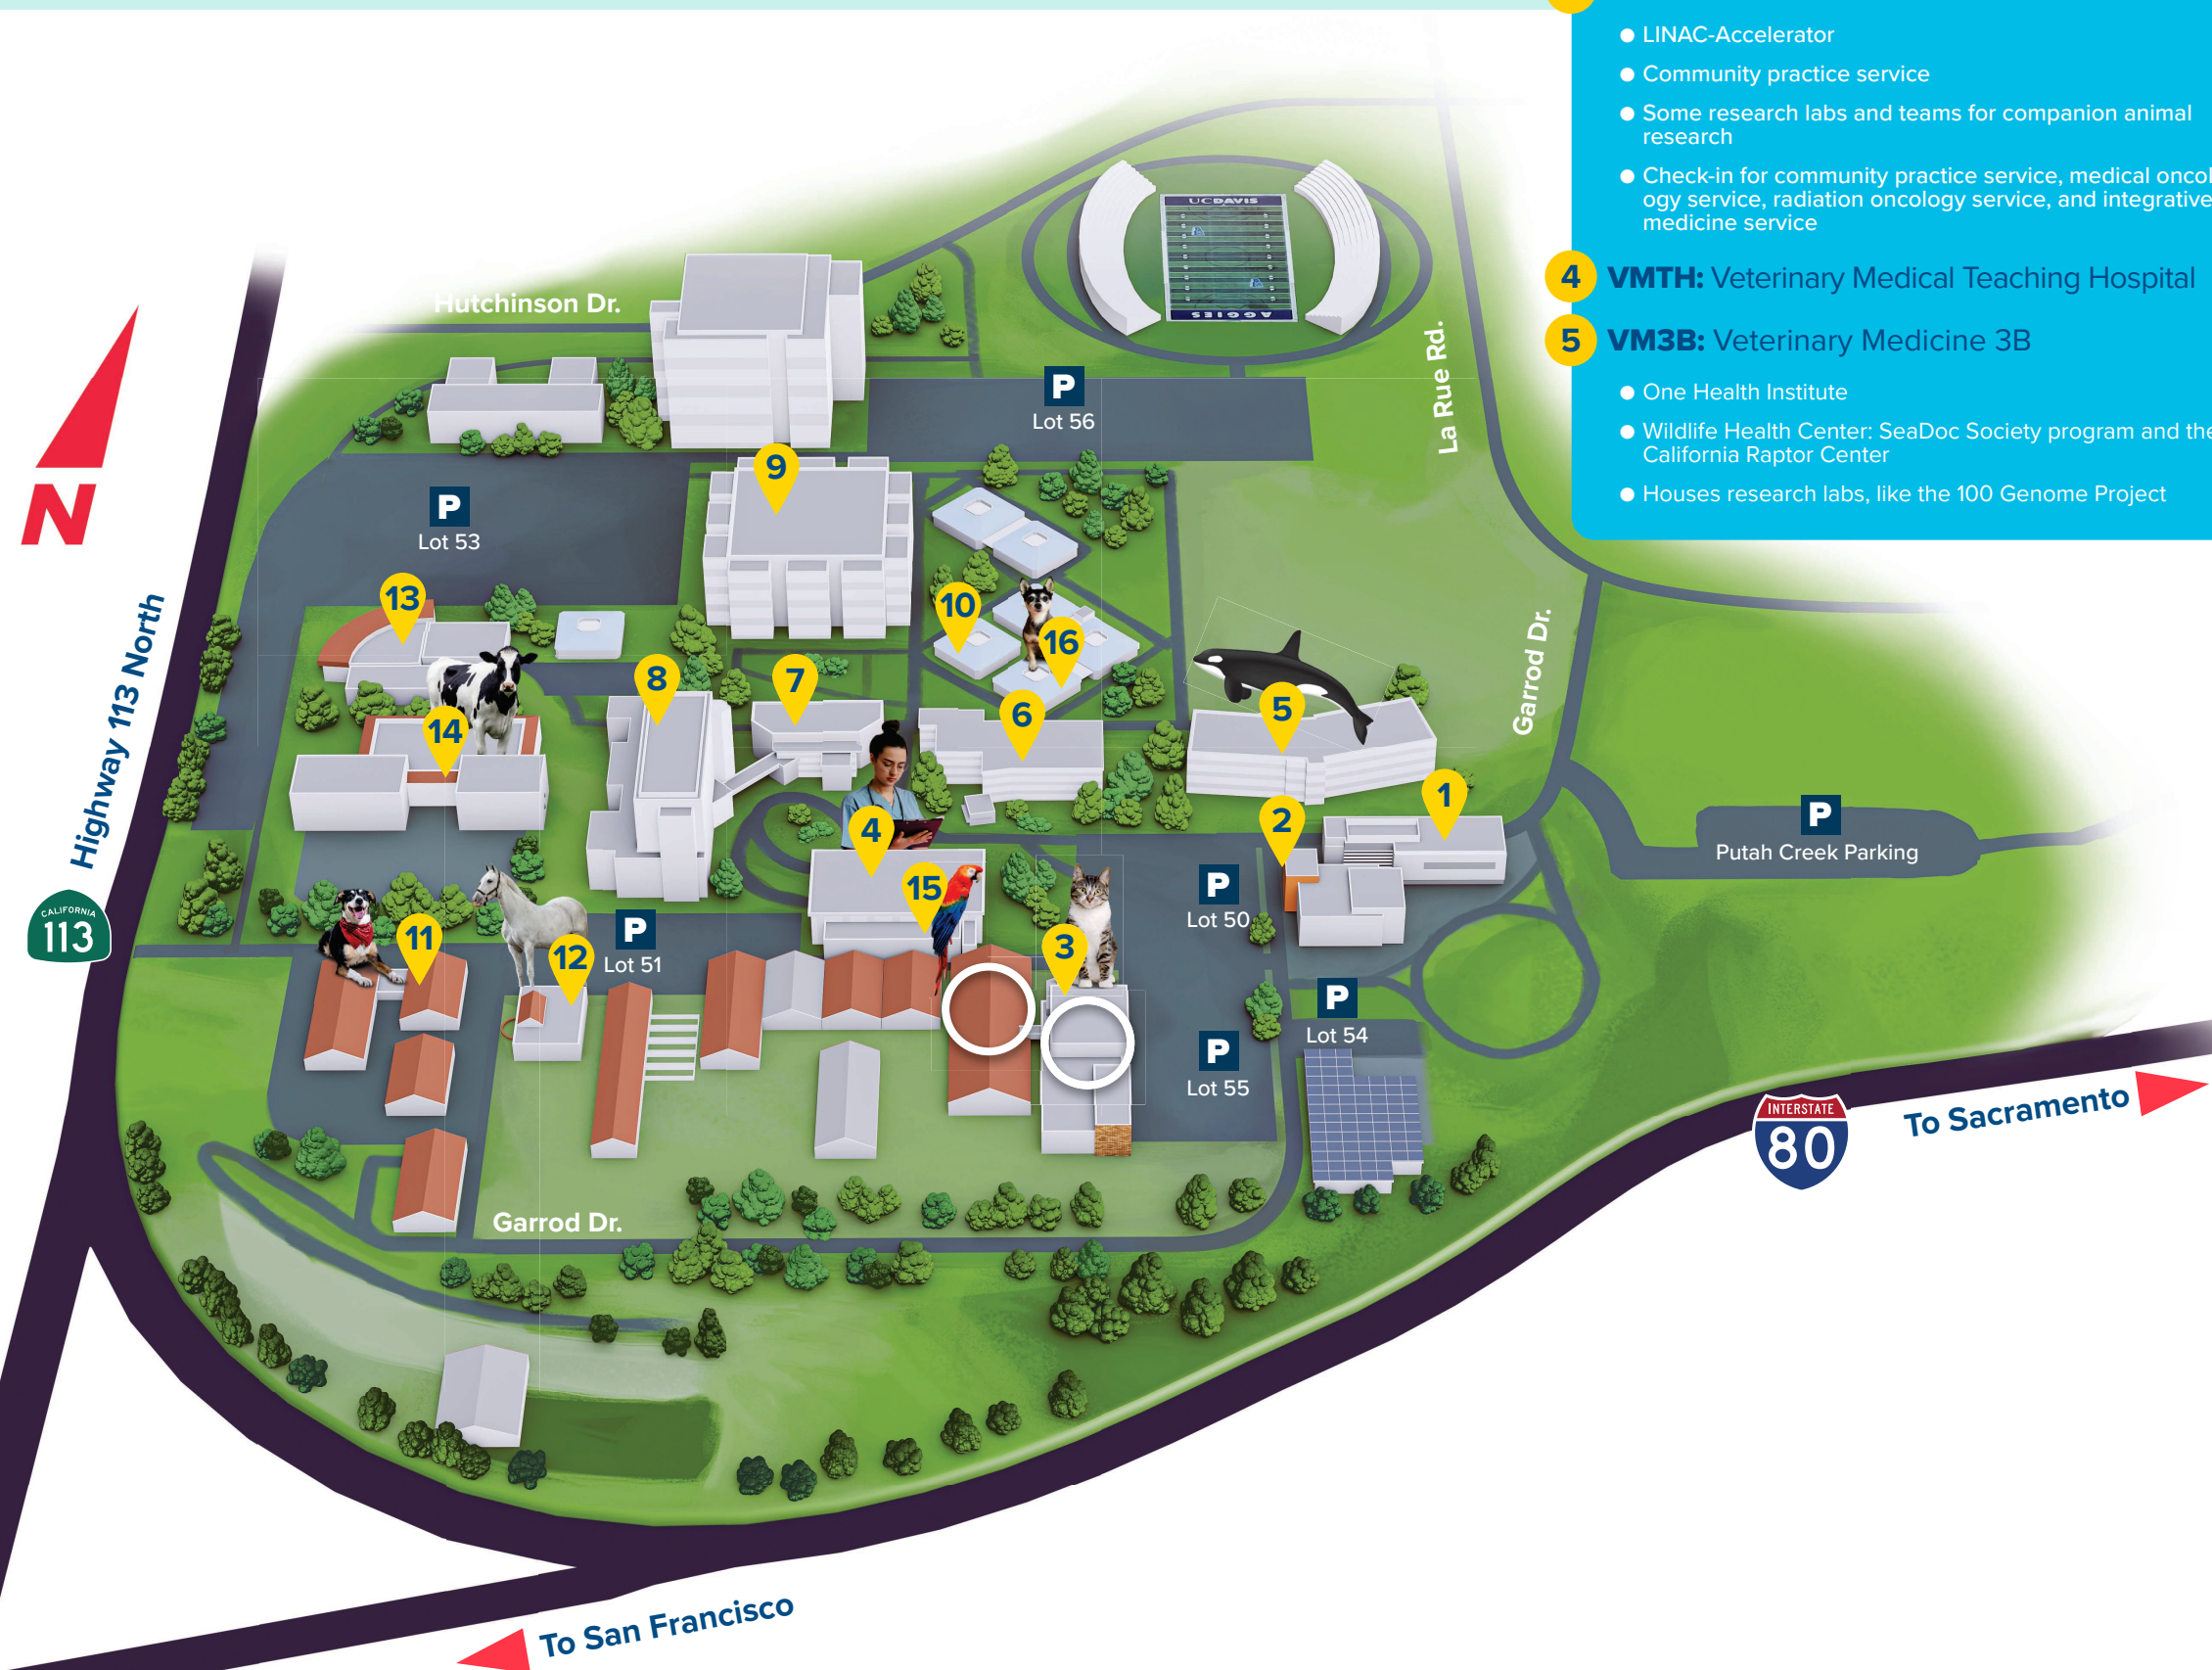 LINAC-Accelerator
Community practice service
Some research labs and teams for companion animal
research
Check-in for community practice service, medical oncol
ogy service, radiation oncology service, and integrative
medicine service
4 VMTH: Veterinary Medical Teaching Hospital
5 VM3B: Veterinary Medicine 3B
One Health Institute
Wildlife Health Center: SeaDoc Society program and the
California Raptor Center
Houses research labs, like the 100 Genome Project
UCDAVIS
AGGIES
Hutchinson Dr.
La Rue Rd.
P
Lot 56
9
P
Lot 53
N
13
10
16
Highway 113 North
Garrod Dr.
8
7
5
6
14
1
2
4
P
Putah Creek Parking
15
P
Lot 50
CALIFORNIA
113
11
12
P
Lot 51
3
P
Lot 54
P
Lot 55
INTERSTATE
80
To Sacramento
Garrod Dr.
To San Francisco